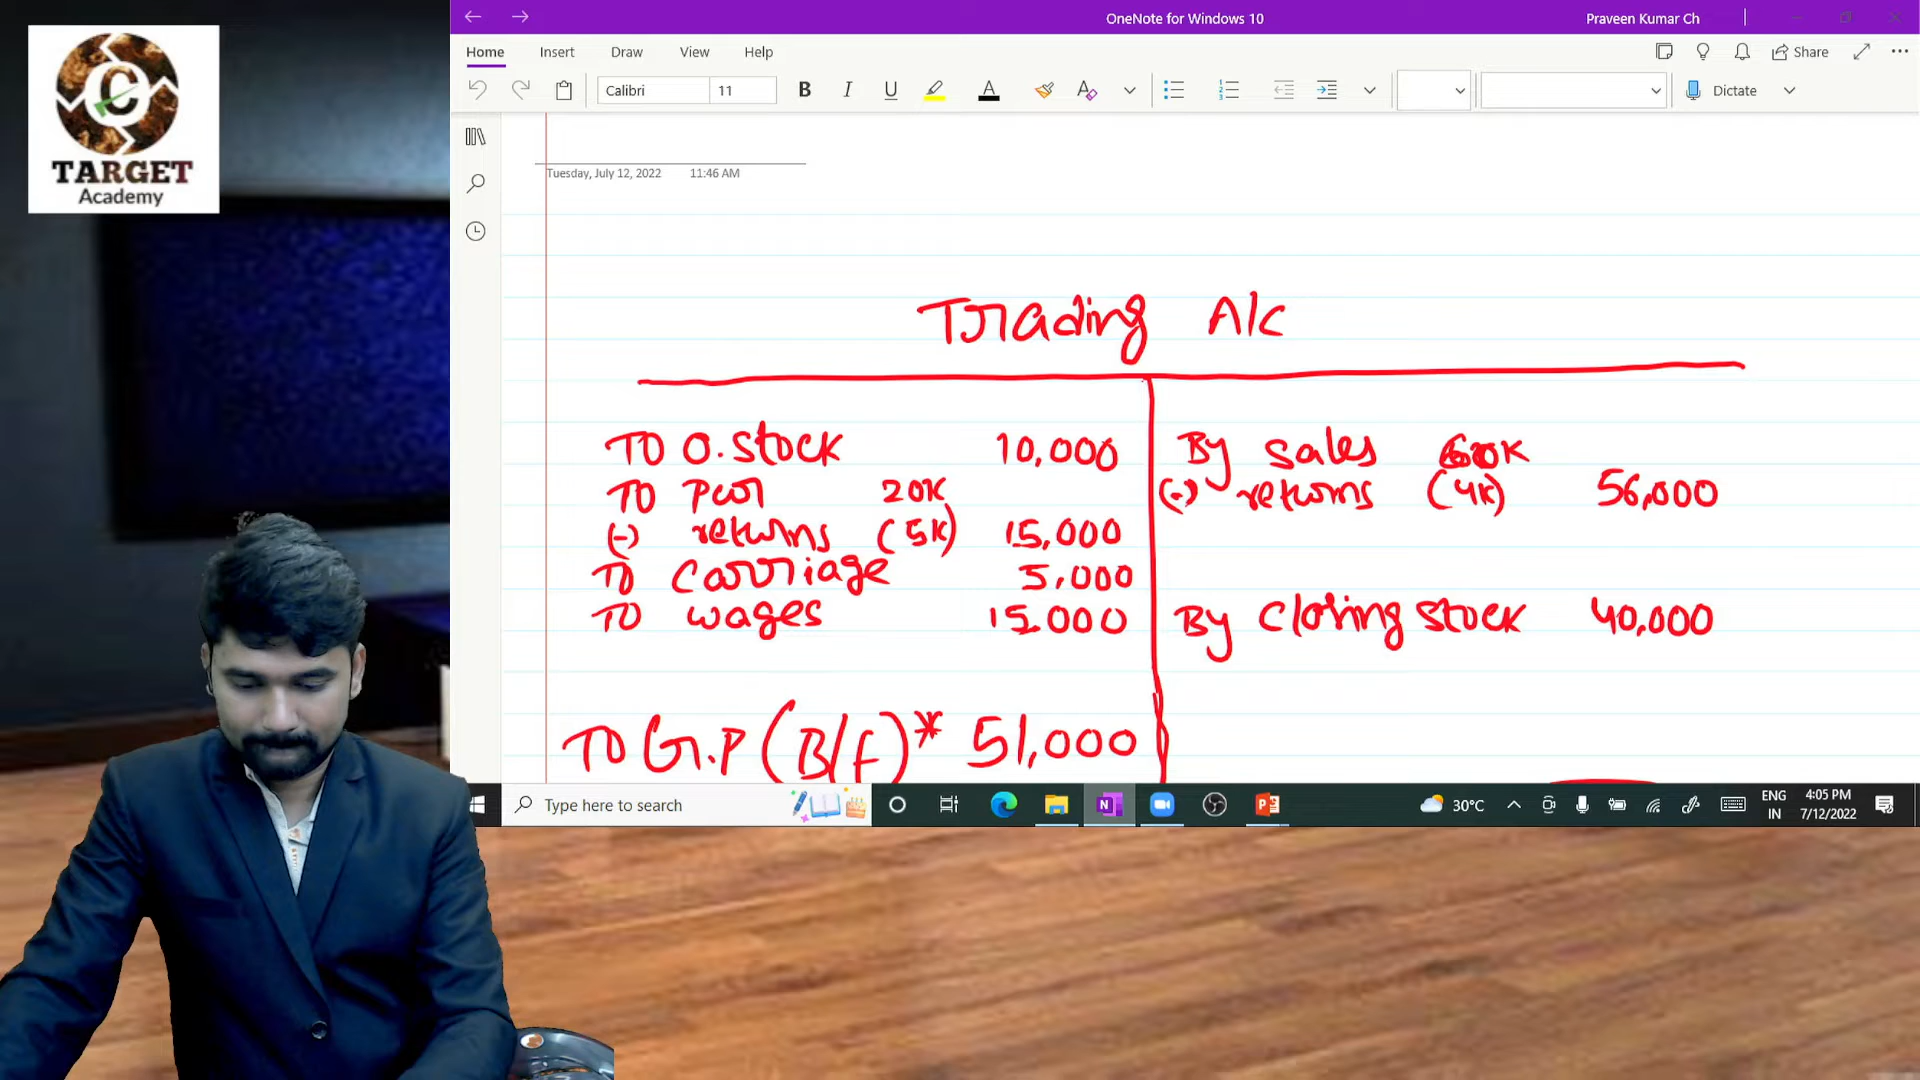 TARGET
Academy
OneNote for Windows 10
Praveen Kumar Ch
Home Insert Draw View Help
Share
Calibri 11 B I U A A
Dictate
Tuesday, July 12, 2022 11:46 AM
Trading A/c
TO O.Stock 10,000
TO Pur 20K
(-) returns (5K) 15,000
TO Carriage 5,000
TO wages 15,000
TO G.P (B/f)* 51,000
By Sales 60K
(-) returns (4K) 56,000
By Closing Stock 40,000
Type here to search
30°C
ENG
IN
4:05 PM
7/12/2022